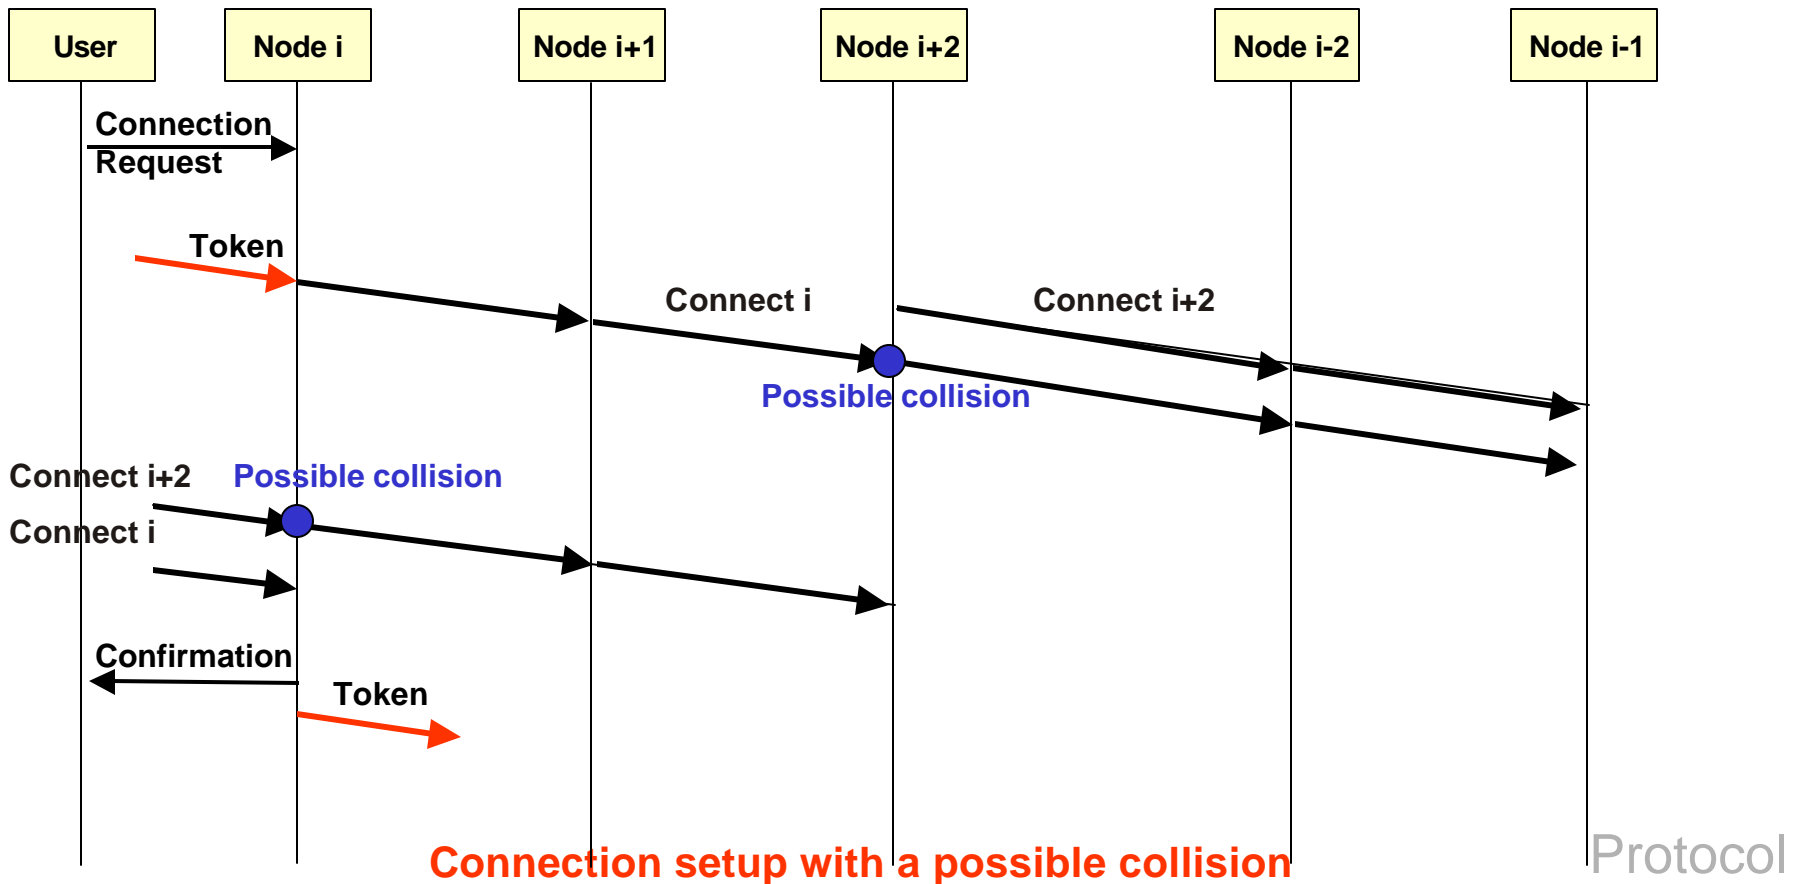 User
Node i
Node i+1
Node i+2
Node i-2
Node i-1
Connection
Request
Token
Connect i
Connect i+2
Possible collision
Connect i+2
Possible collision
Connect i
Confirmation
Token
Connection setup with a possible collision
Protocol